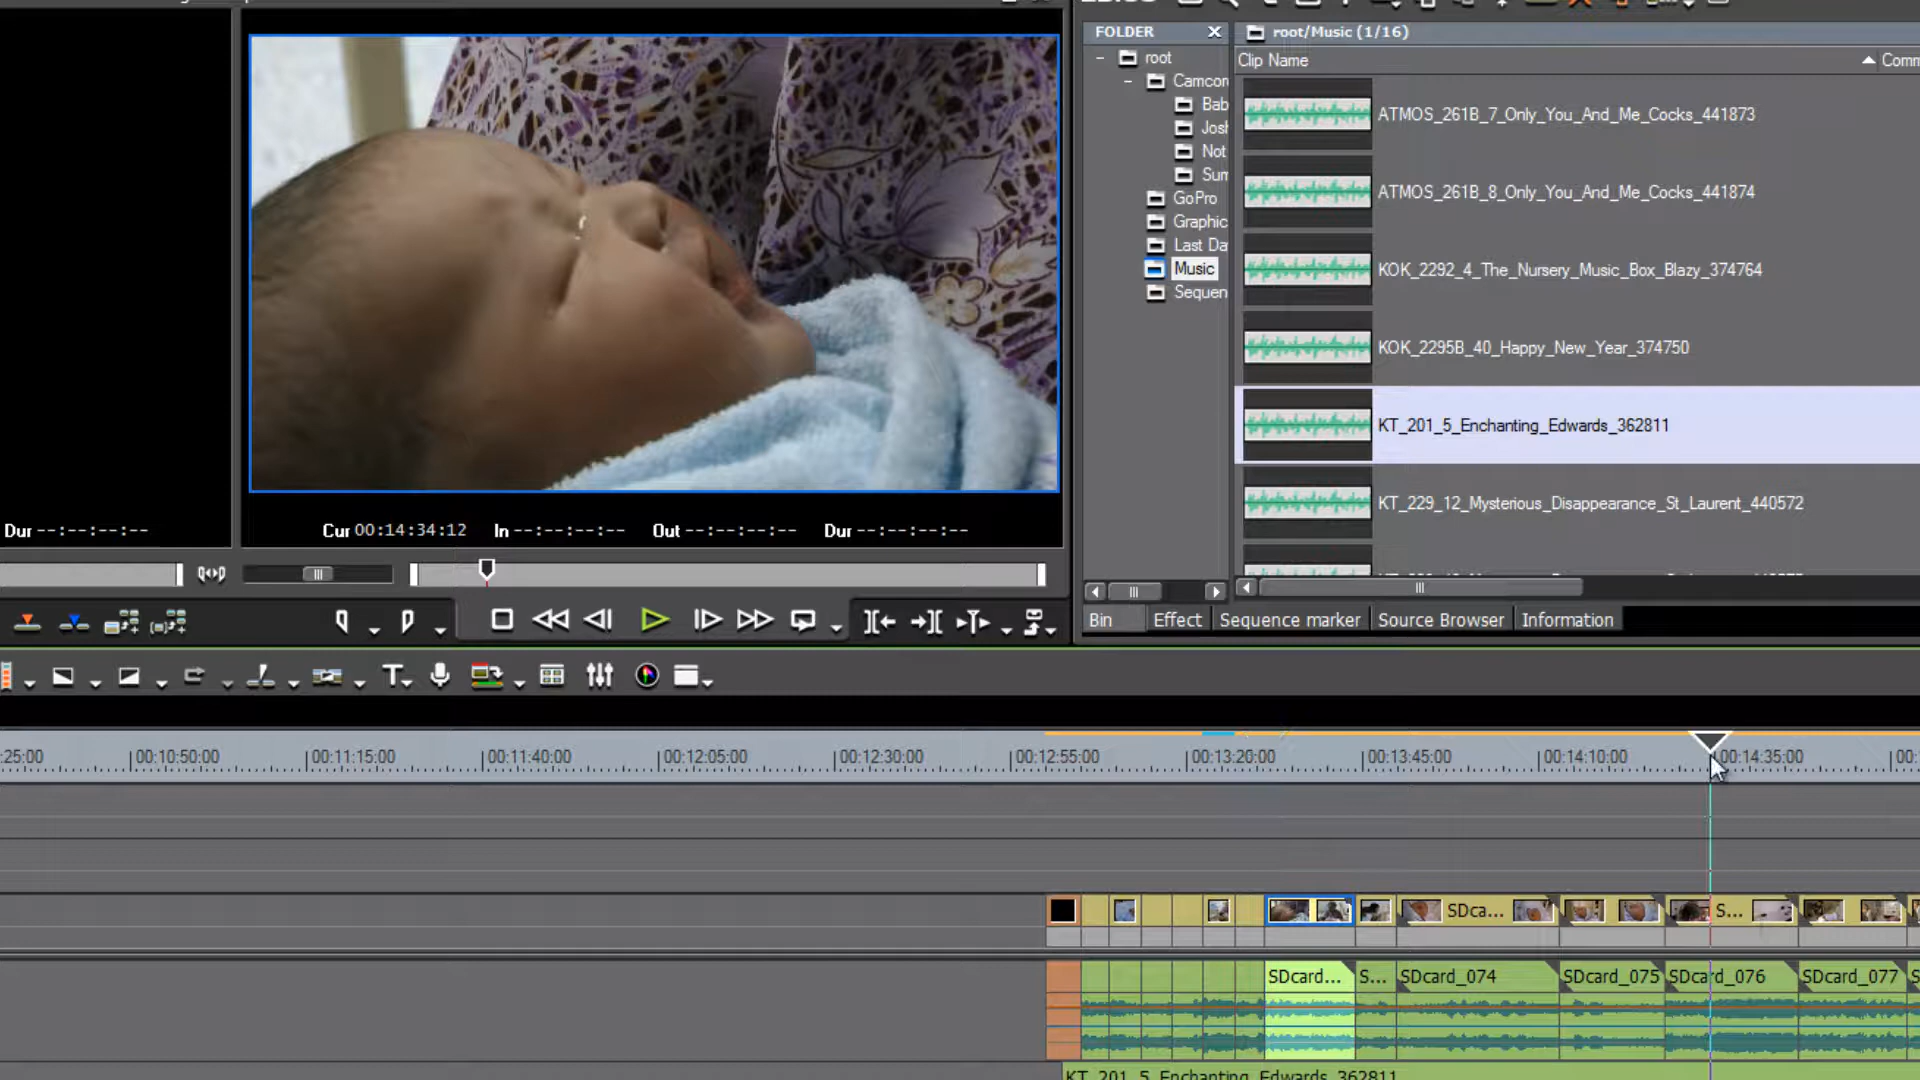 FOLDER
root
Camcor
Bab
Josh
Not
Sum
GoPro
Graphic
Last Da
Music
Sequen
root/Music (1/16)
Clip Name
Comm
ATMOS_261B_7_Only_You_And_Me_Cocks_441873
ATMOS_261B_8_Only_You_And_Me_Cocks_441874
KOK_2292_4_The_Nursery_Music_Box_Blazy_374764
KOK_2295B_40_Happy_New_Year_374750
KT_201_5_Enchanting_Edwards_362811
KT_229_12_Mysterious_Disappearance_St_Laurent_440572
Dur --:--:--:--
Cur 00:14:34:12 In --:--:--:-- Out --:--:--:-- Dur --:--:--:--
Bin Effect Sequence marker Source Browser Information
:25:00 00:10:50:00 00:11:15:00 00:11:40:00 00:12:05:00 00:12:30:00 00:12:55:00 00:13:20:00 00:13:45:00 00:14:10:00 00:14:35:00 00:
SDca... S...
SDcard... S... SDcard_074 SDcard_075 SDcard_076 SDcard_077 S
KT_201_5_Enchanting_Edwards_362811